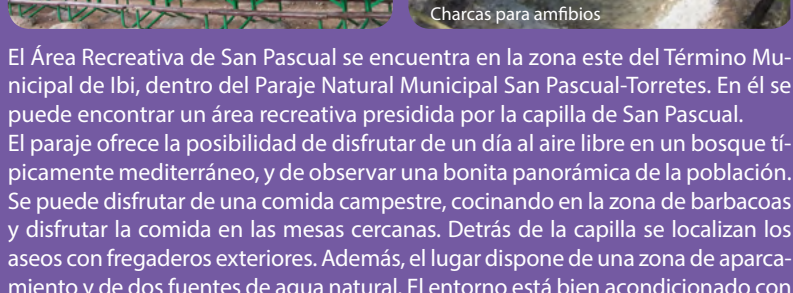 Charcas para amfibios
El Área Recreativa de San Pascual se encuentra en la zona este del Término Mu-
nicipal de Ibi, dentro del Paraje Natural Municipal San Pascual-Torretes. En él se
puede encontrar un área recreativa presidida por la capilla de San Pascual.
El paraje ofrece la posibilidad de disfrutar de un día al aire libre en un bosque tí-
picamente mediterráneo, y de observar una bonita panorámica de la población.
Se puede disfrutar de una comida campestre, cocinando en la zona de barbacoas
y disfrutar la comida en las mesas cercanas. Detrás de la capilla se localizan los
aseos con fregaderos exteriores. Además, el lugar dispone de una zona de aparca-
miento y de dos fuentes de agua natural. El entorno está bien acondicionado con